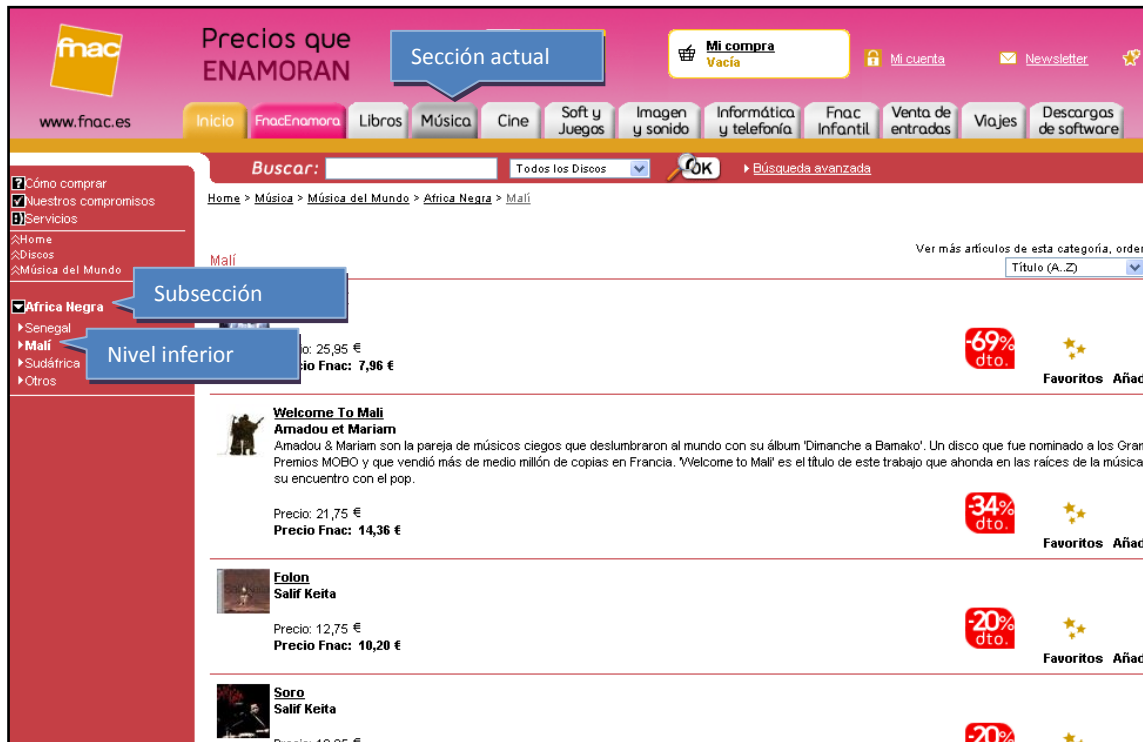 fnac
www.fnac.es
Precios que
ENAMORAN
Sección actual
Mi compra
Vacía
Mi cuenta
Newsletter
Inicio
FnacEnamora
Libros
Música
Cine
Soft y
Juegos
Imagen
y sonido
Informática
y telefonía
Fnac
Infantil
Venta de
entradas
Viajes
Descargas
de software
Buscar:
Todos los Discos
OK
Búsqueda avanzada
Cómo comprar
Nuestros compromisos
Servicios
Home
Discos
Música del Mundo
Africa Negra
Senegal
Malí
Sudáfrica
Otros
Subsección
Nivel inferior
Home > Música > Música del Mundo > Africa Negra > Malí
Malí
Ver más artículos de esta categoría, orden
Título (A..Z)
io: 25,95 €
cio Fnac: 7,96 €
-69%
dto.
Favoritos Añad
Welcome To Mali
Amadou et Mariam
Amadou & Mariam son la pareja de músicos ciegos que deslumbraron al mundo con su álbum 'Dimanche a Bamako'. Un disco que fue nominado a los Gram
Premios MOBO y que vendió más de medio millón de copias en Francia. 'Welcome to Mali' es el título de este trabajo que ahonda en las raíces de la música
su encuentro con el pop.
Precio: 21,75 €
Precio Fnac: 14,36 €
-34%
dto.
Favoritos Añad
Folon
Salif Keita
Precio: 12,75 €
Precio Fnac: 10,20 €
-20%
dto.
Favoritos Añad
Soro
Salif Keita
-20%